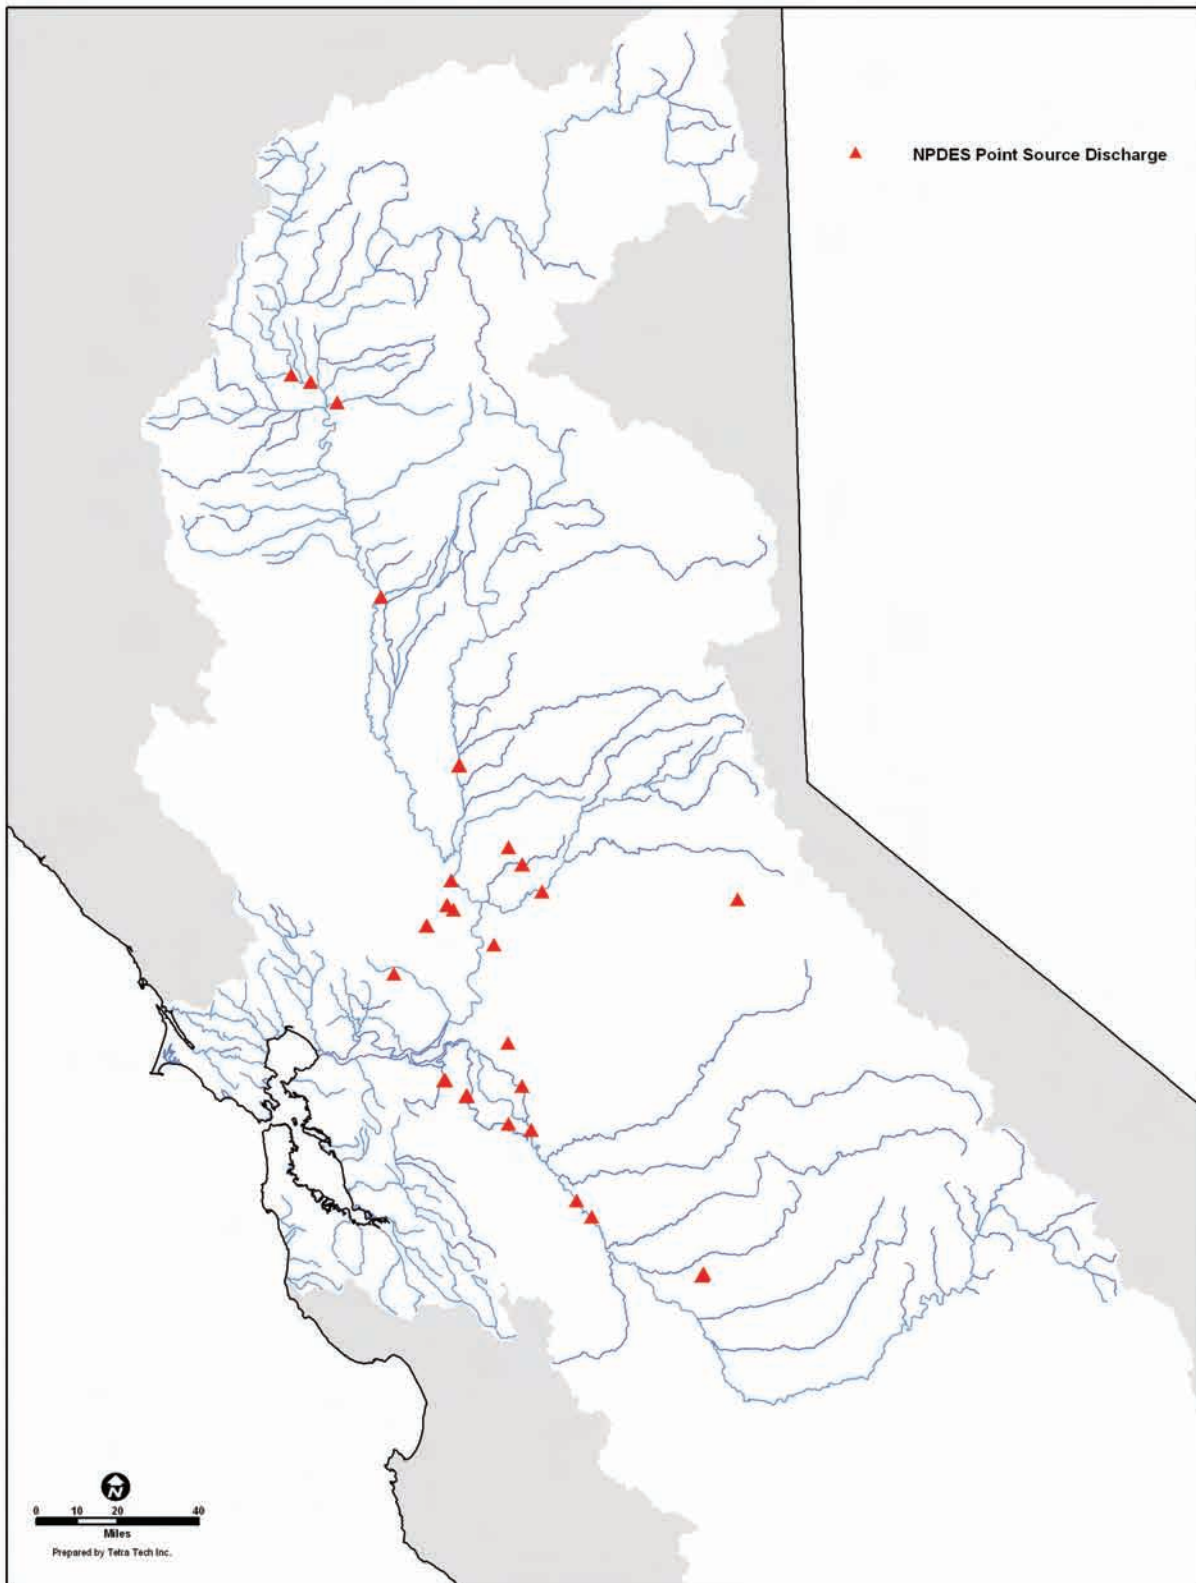 NPDES Point Source Discharge
N
0 10 20 40
Miles
Prepared by Tetra Tech Inc.